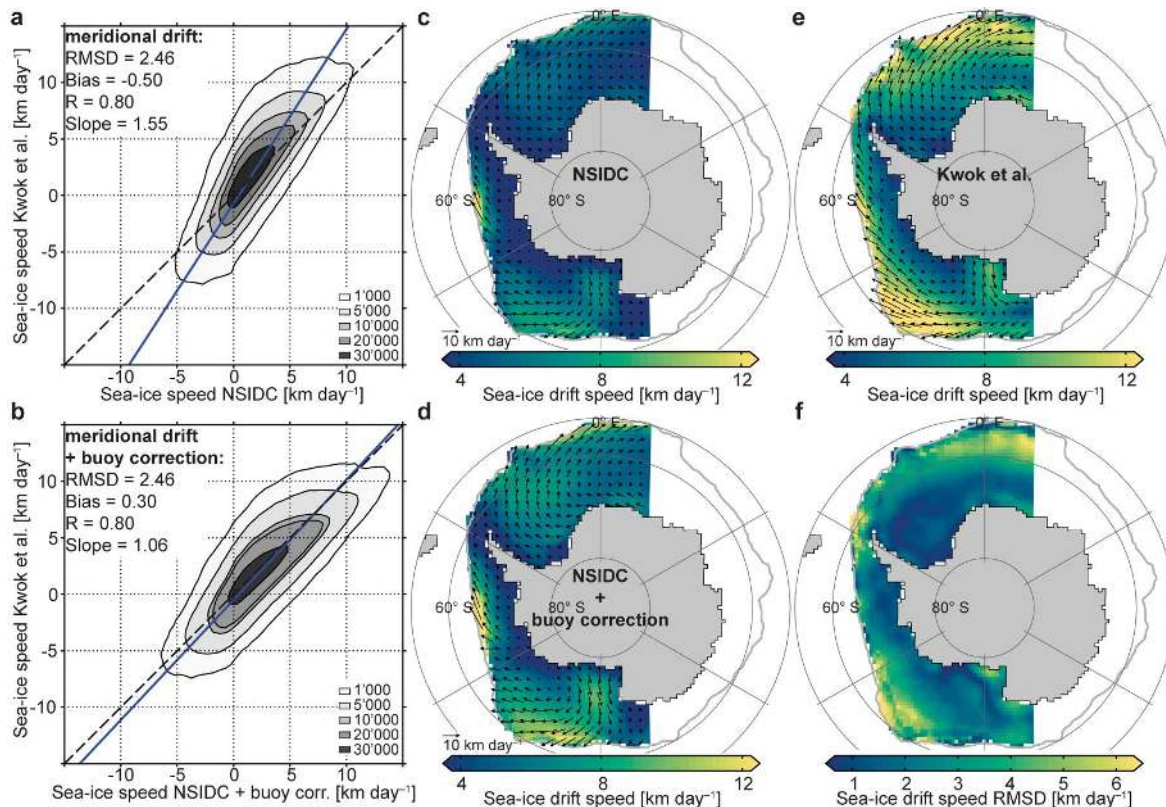 a
meridional drift:
RMSD = 2.46
Bias = -0.50
R = 0.80
Slope = 1.55
15
10
5
0
-5
-10
Sea-ice speed Kwok et al. [km day⁻¹]
1'000
5'000
10'000
20'000
30'000
-10 -5 0 5 10
Sea-ice speed NSIDC [km day⁻¹]
c
0° E
NSIDC
60° S
80° S
10 km day⁻¹
4 8 12
Sea-ice drift speed [km day⁻¹]
e
0° E
Kwok et al.
60° S
80° S
10 km day⁻¹
4 8 12
Sea-ice drift speed [km day⁻¹]
b
meridional drift
+ buoy correction:
RMSD = 2.46
Bias = 0.30
R = 0.80
Slope = 1.06
15
10
5
0
-5
-10
Sea-ice speed Kwok et al. [km day⁻¹]
1'000
5'000
10'000
20'000
30'000
-10 -5 0 5 10
Sea-ice speed NSIDC + buoy corr. [km day⁻¹]
d
0° E
NSIDC
+
buoy correction
60° S
80° S
10 km day⁻¹
4 8 12
Sea-ice drift speed [km day⁻¹]
f
0° E
60° S
80° S
1 2 3 4 5 6
Sea-ice drift speed RMSD [km day⁻¹]